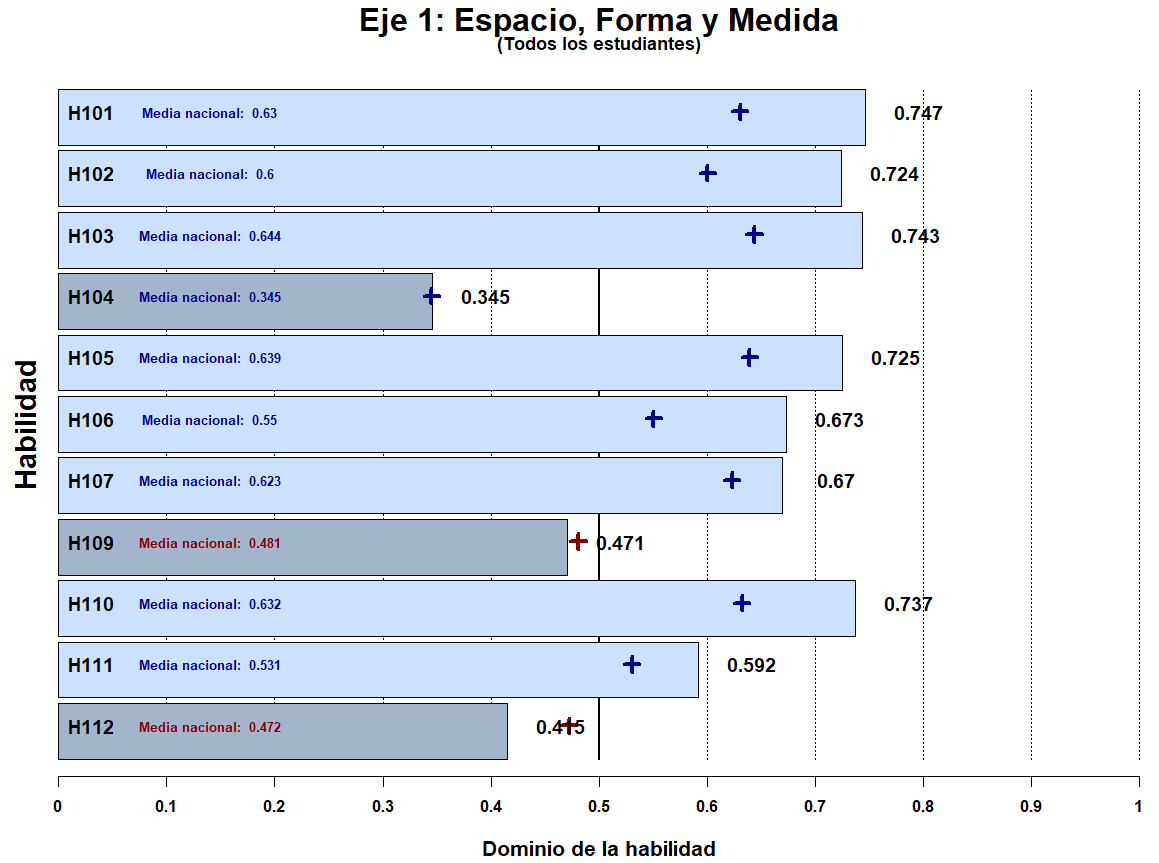 Eje 1: Espacio, Forma y Medida
(Todos los estudiantes)
Habilidad
H101 Media nacional: 0.63 0.747
H102 Media nacional: 0.6 0.724
H103 Media nacional: 0.644 0.743
H104 Media nacional: 0.345 0.345
H105 Media nacional: 0.639 0.725
H106 Media nacional: 0.55 0.673
H107 Media nacional: 0.623 0.67
H109 Media nacional: 0.481 0.471
H110 Media nacional: 0.632 0.737
H111 Media nacional: 0.531 0.592
H112 Media nacional: 0.472 0.415
0 0.1 0.2 0.3 0.4 0.5 0.6 0.7 0.8 0.9 1
Dominio de la habilidad